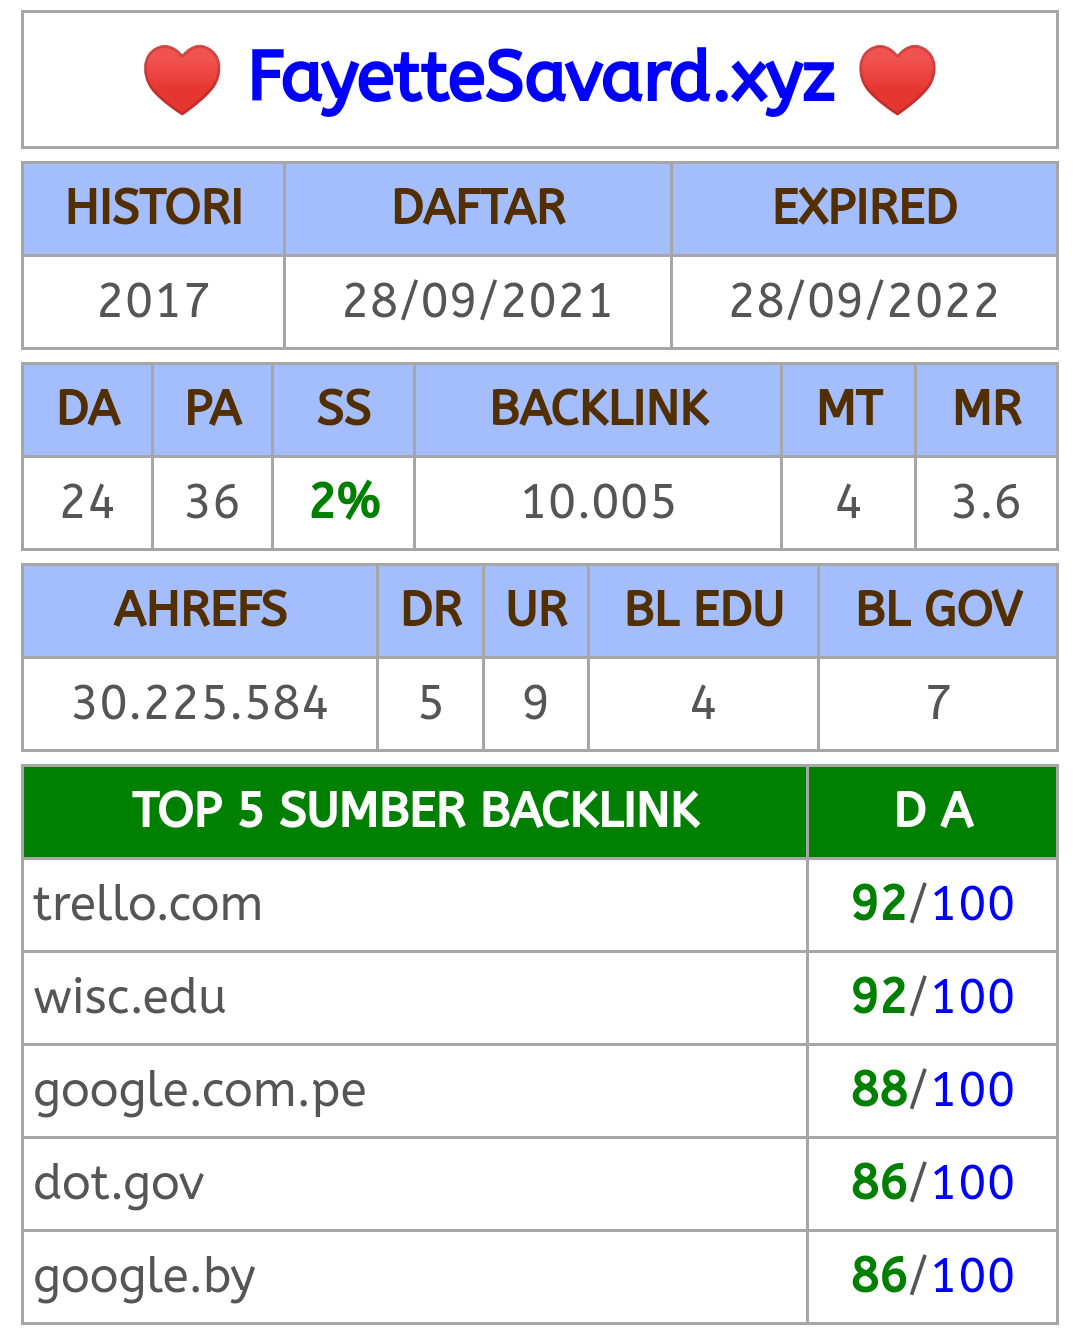 ❤️ FayetteSavard.xyz ❤️
HISTORI DAFTAR EXPIRED
2017 28/09/2021 28/09/2022
DA PA SS BACKLINK MT MR
24 36 2% 10.005 4 3.6
AHREFS DR UR BL EDU BL GOV
30.225.584 5 9 4 7
TOP 5 SUMBER BACKLINK D A
trello.com 92/100
wisc.edu 92/100
google.com.pe 88/100
dot.gov 86/100
google.by 86/100